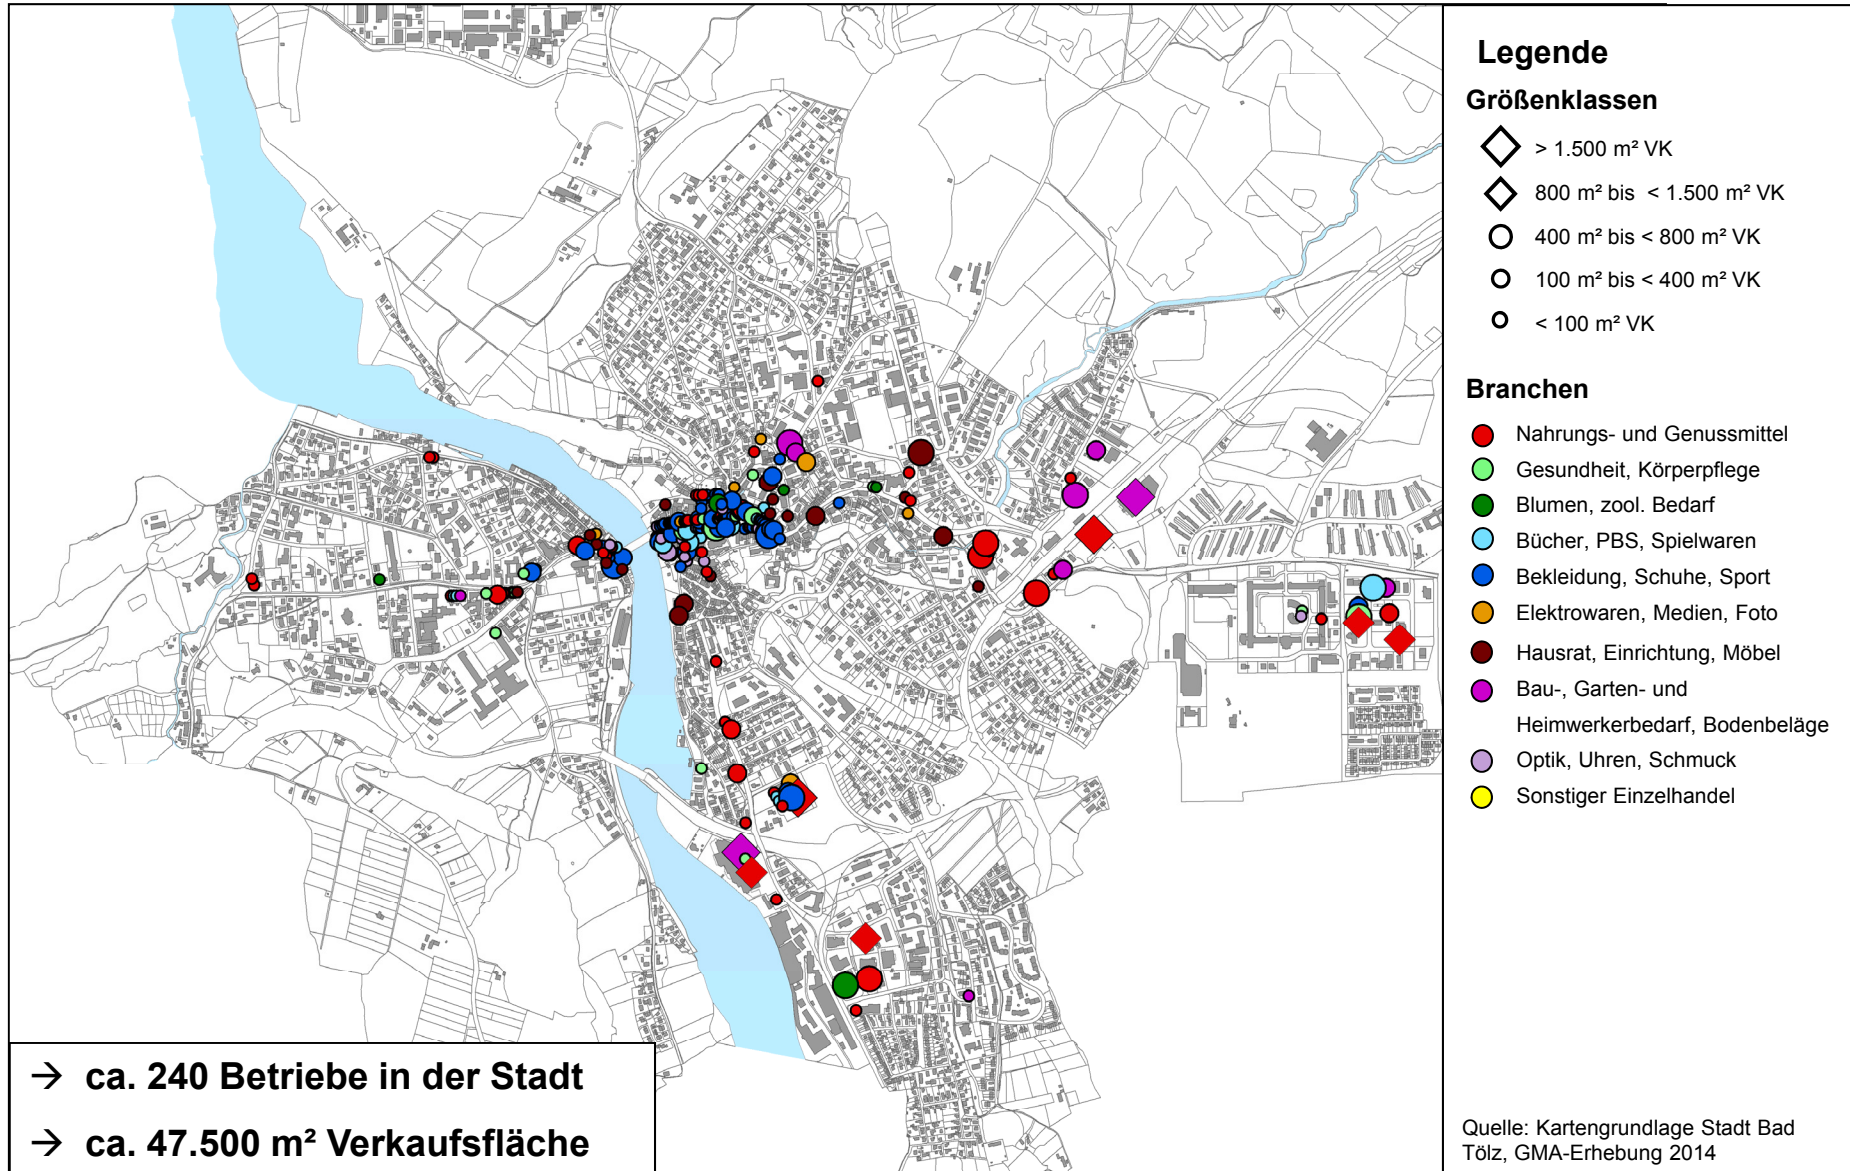 Legende
Größenklassen
> 1.500 m² VK
800 m² bis < 1.500 m² VK
400 m² bis < 800 m² VK
100 m² bis < 400 m² VK
< 100 m² VK
Branchen
Nahrungs- und Genussmittel
Gesundheit, Körperpflege
Blumen, zool. Bedarf
Bücher, PBS, Spielwaren
Bekleidung, Schuhe, Sport
Elektrowaren, Medien, Foto
Hausrat, Einrichtung, Möbel
Bau-, Garten- und
Heimwerkerbedarf, Bodenbeläge
Optik, Uhren, Schmuck
Sonstiger Einzelhandel
→ ca. 240 Betriebe in der Stadt
→ ca. 47.500 m² Verkaufsfläche
Quelle: Kartengrundlage Stadt Bad
Tölz, GMA-Erhebung 2014